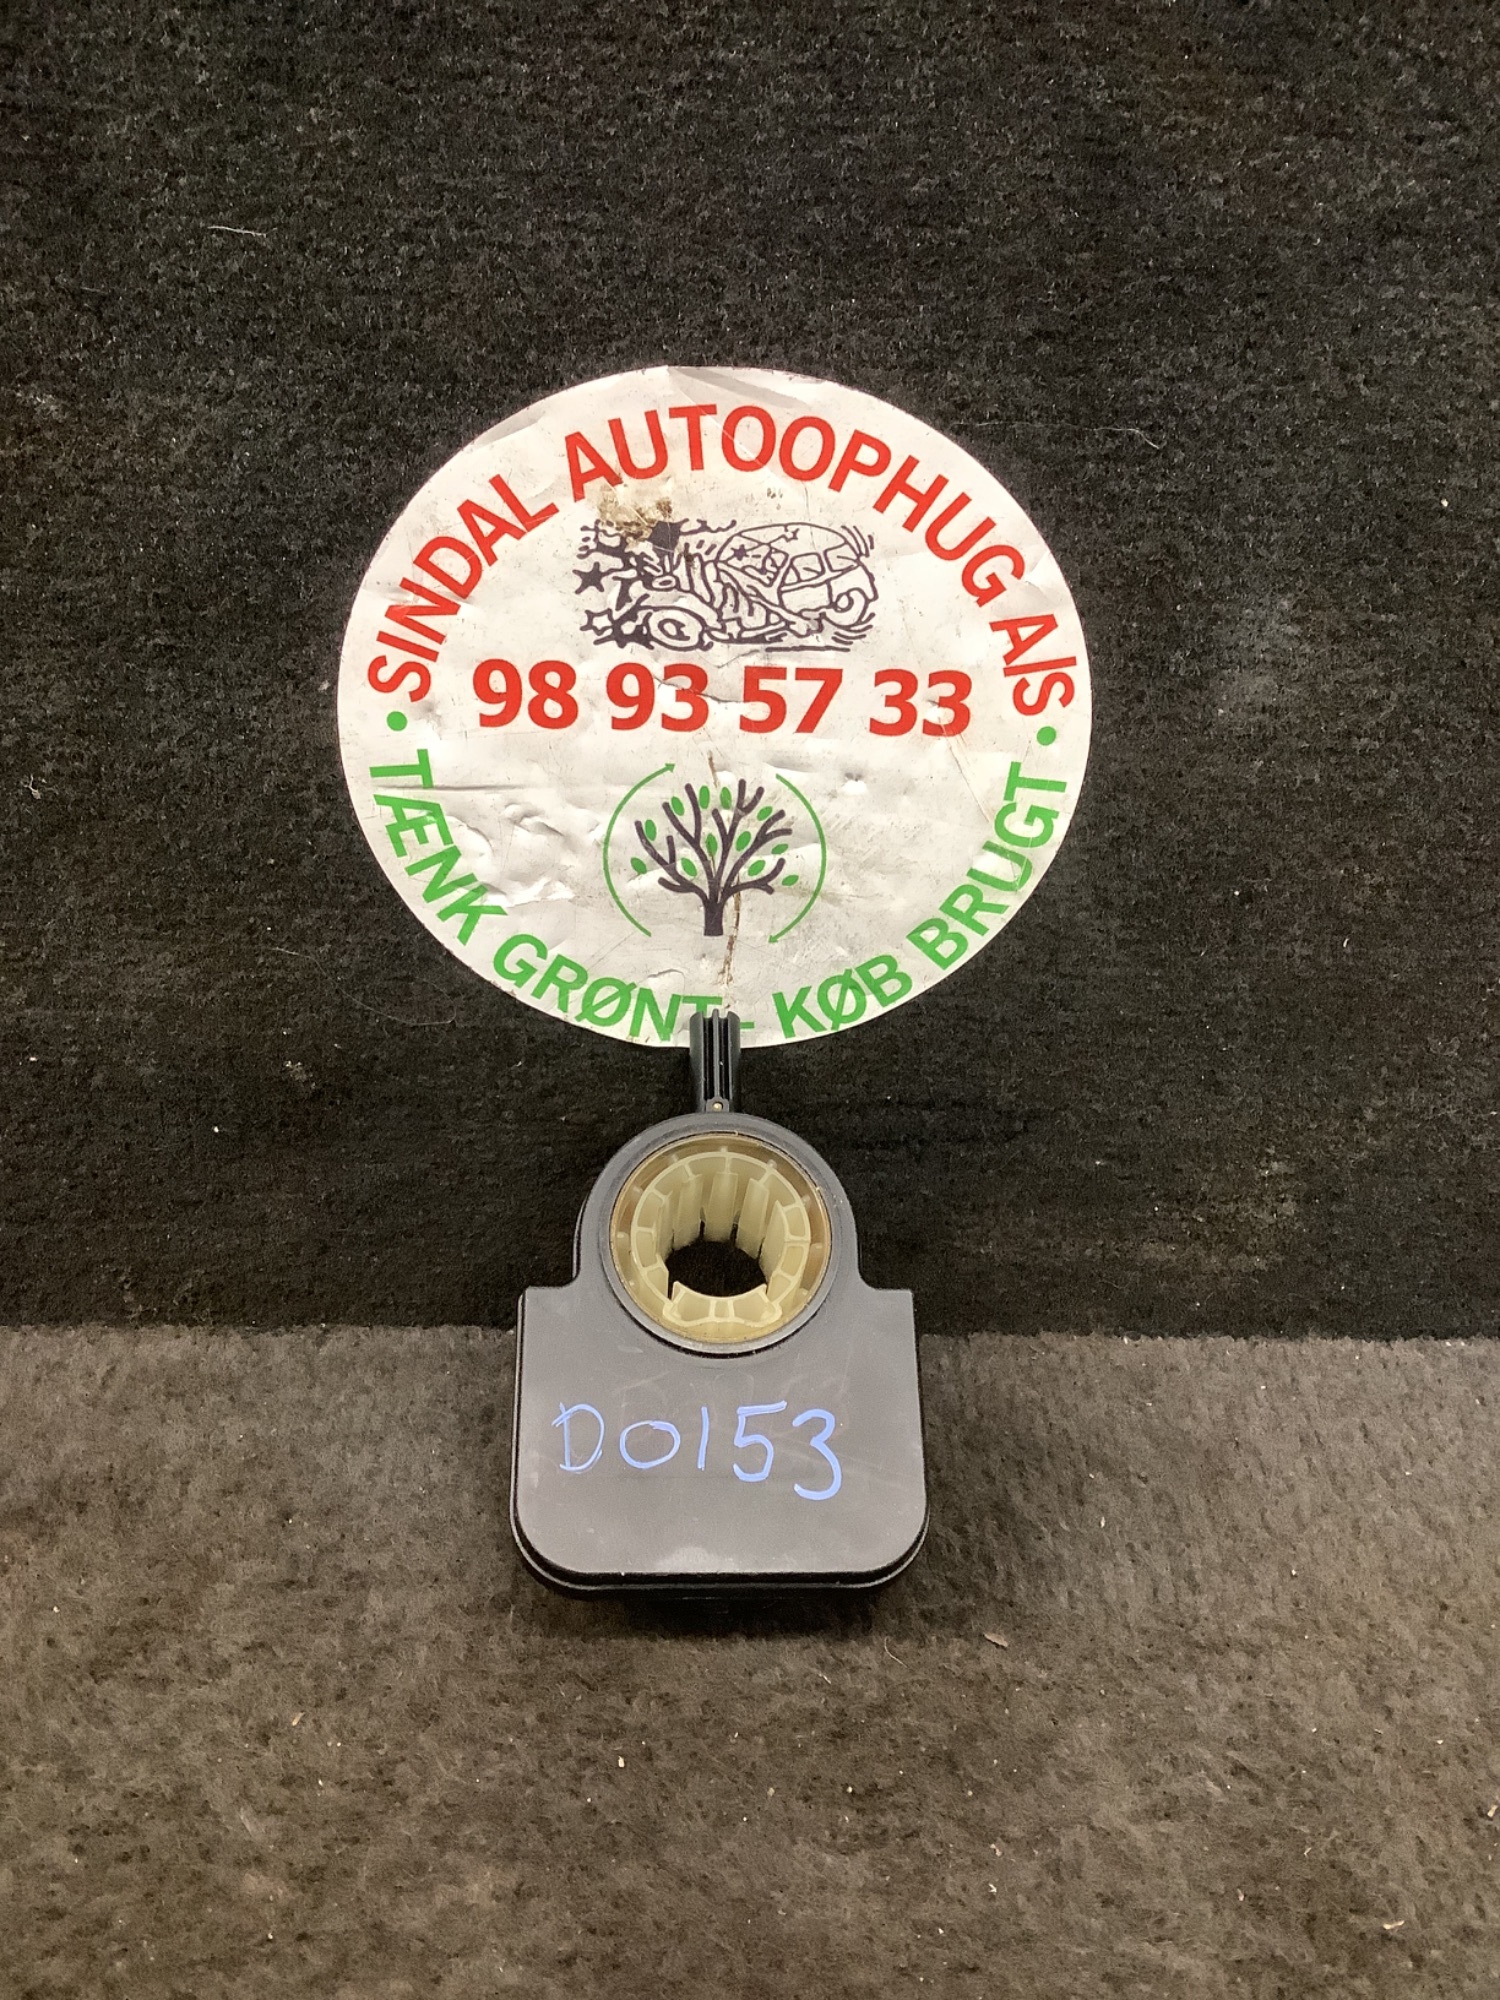 SINDAL AUTOOPHUG A/S
98 93 57 33
TÆNK GRØNT - KØB BRUGT
D0153